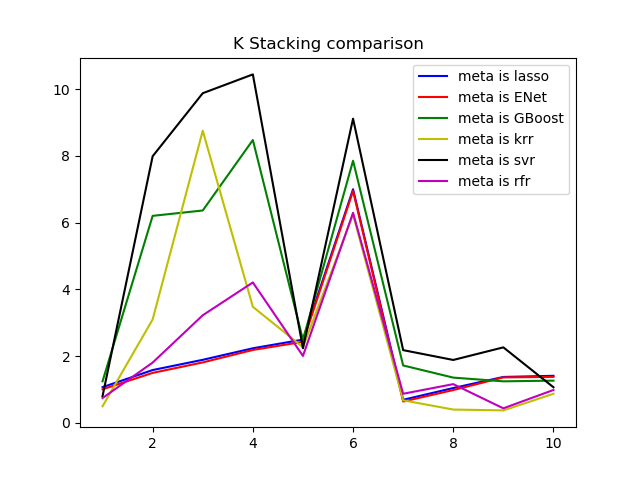 K Stacking comparison
meta is lasso
meta is ENet
meta is GBoost
meta is krr
meta is svr
meta is rfr
10
8
6
4
2
0
2 4 6 8 10